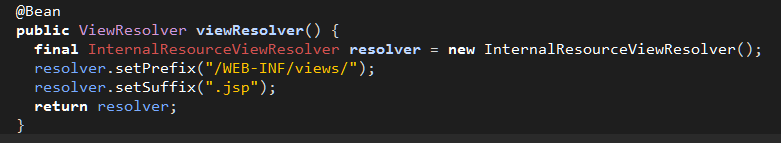 @Bean
public ViewResolver viewResolver() {
  final InternalResourceViewResolver resolver = new InternalResourceViewResolver();
  resolver.setPrefix("/WEB-INF/views/");
  resolver.setSuffix(".jsp");
  return resolver;
}